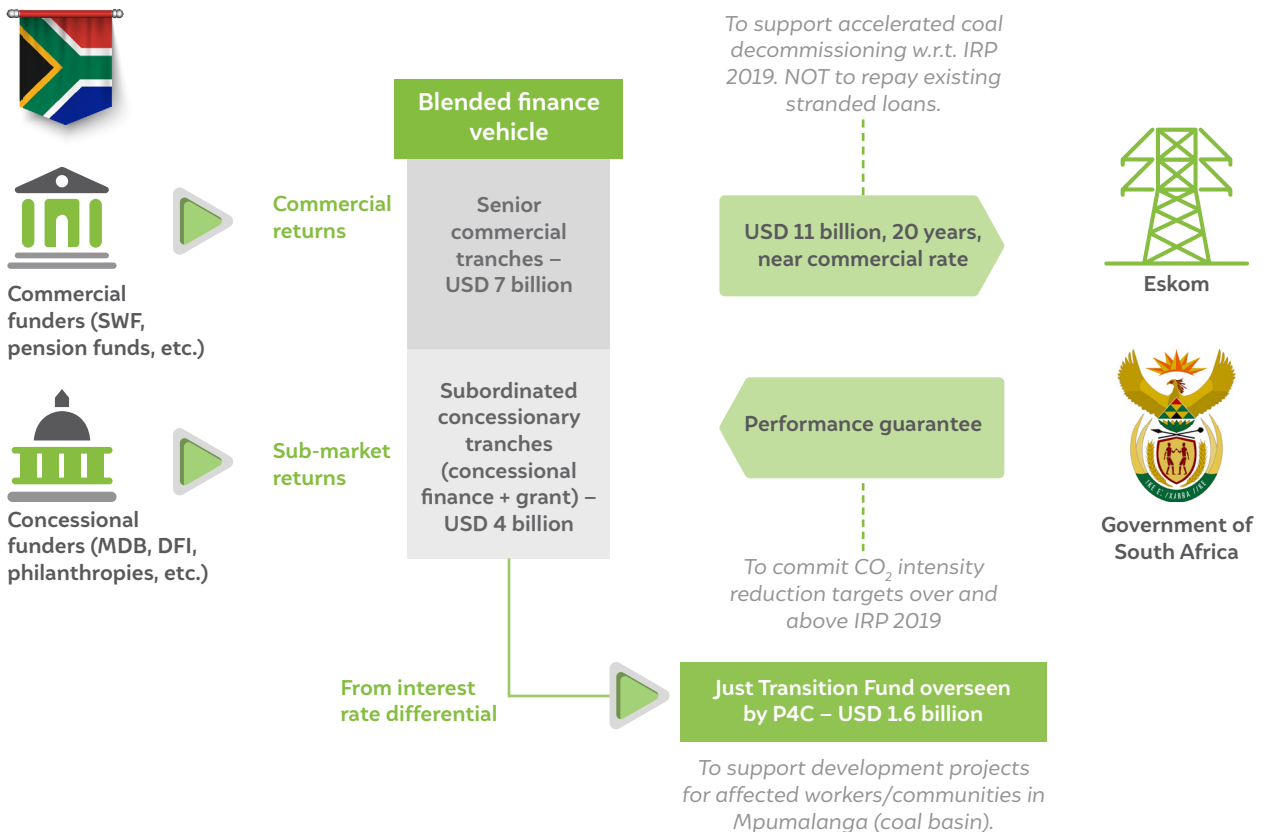 To support accelerated coal
decommissioning w.r.t. IRP
2019. NOT to repay existing
stranded loans.
Blended finance
vehicle
Commercial
returns
Senior
commercial
tranches –
USD 7 billion
USD 11 billion, 20 years,
near commercial rate
Eskom
Commercial
funders (SWF,
pension funds, etc.)
Sub-market
returns
Subordinated
concessionary
tranches
(concessional
finance + grant) –
USD 4 billion
Performance guarantee
Concessional
funders (MDB, DFI,
philanthropies, etc.)
Government of
South Africa
To commit CO₂ intensity
reduction targets over and
above IRP 2019
From interest
rate differential
Just Transition Fund overseen
by P4C – USD 1.6 billion
To support development projects
for affected workers/communities in
Mpumalanga (coal basin).